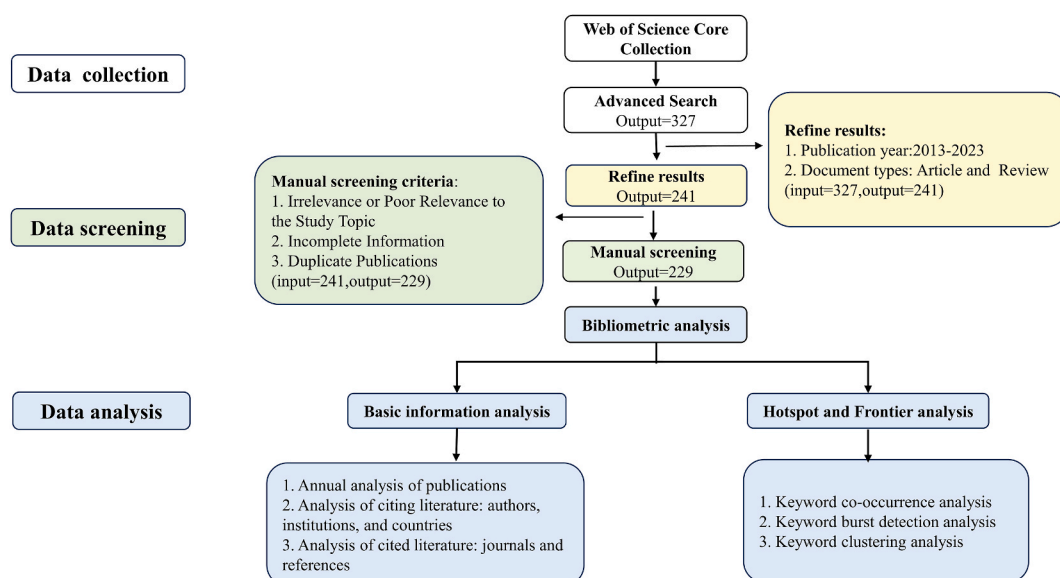 Web of Science Core
Collection
Data  collection
Advanced Search
Output=327
Refine results:
1. Publication year:2013-2023
2. Document types: Article and  Review
(input=327,output=241)
Refine results
Output=241
Manual screening criteria:
1. Irrelevance or Poor Relevance to
the Study Topic
2. Incomplete Information
3. Duplicate Publications
(input=241,output=229)
Data screening
Manual screening
Output=229
Bibliometric analysis
Data analysis
Basic information analysis
Hotspot and Frontier analysis
1. Annual analysis of publications
2. Analysis of citing literature: authors,
institutions, and countries
3. Analysis of cited literature: journals and
references
1. Keyword co-occurrence analysis
2. Keyword burst detection analysis
3. Keyword clustering analysis